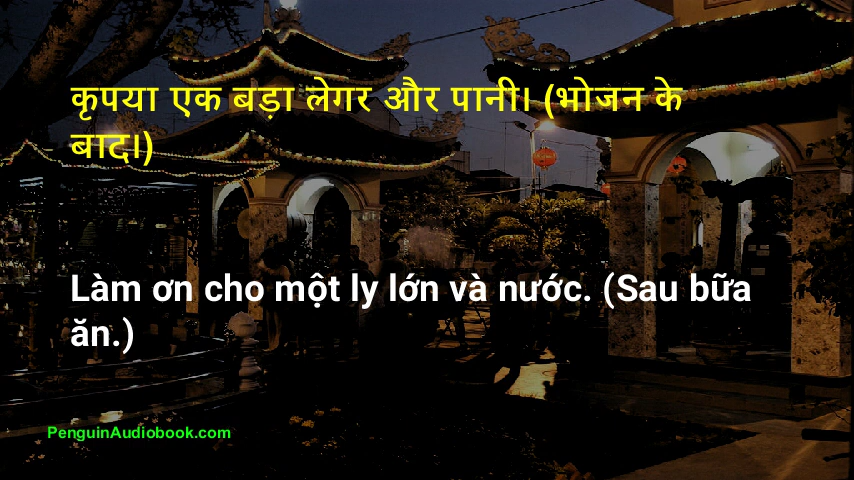 कृपया एक बड़ा लेगर और पानी। (भोजन के
बाद।)
Làm ơn cho một ly lớn và nước. (Sau bữa
ăn.)
PenguinAudiobook.com